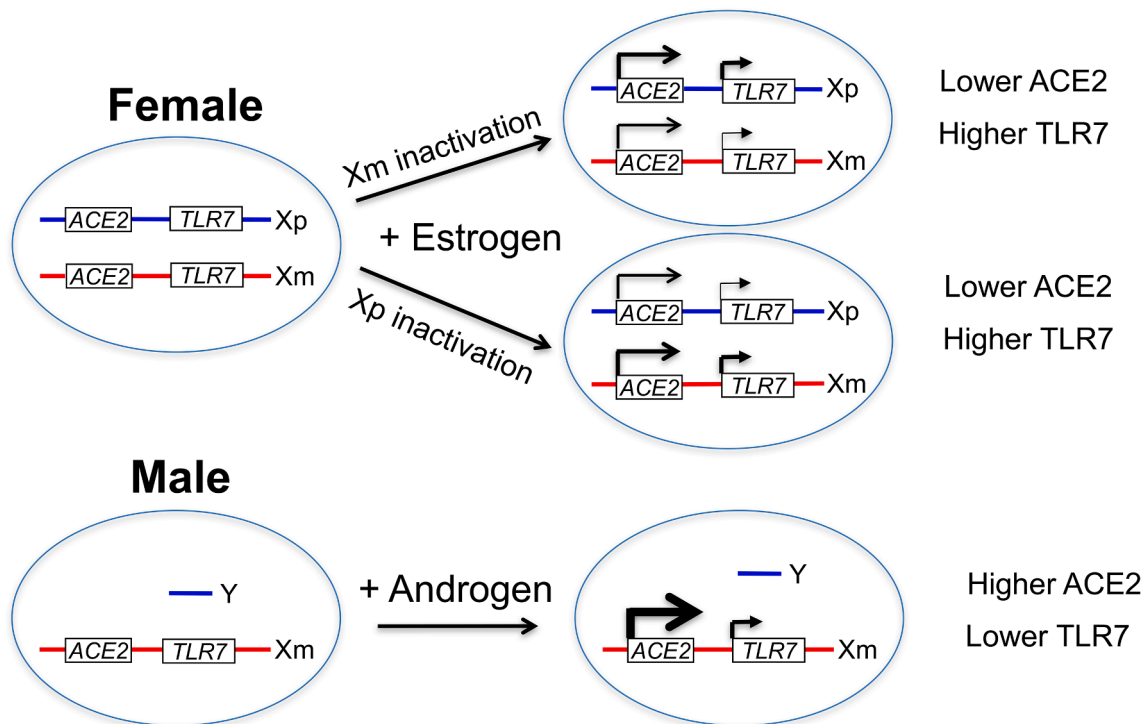 Female
ACE2 TLR7 Xp
ACE2 TLR7 Xm
Xm inactivation
+ Estrogen
Xp inactivation
ACE2 TLR7 Xp
ACE2 TLR7 Xm
Lower ACE2
Higher TLR7
ACE2 TLR7 Xp
ACE2 TLR7 Xm
Lower ACE2
Higher TLR7
Male
Y
ACE2 TLR7 Xm
+ Androgen
Y
ACE2 TLR7 Xm
Higher ACE2
Lower TLR7